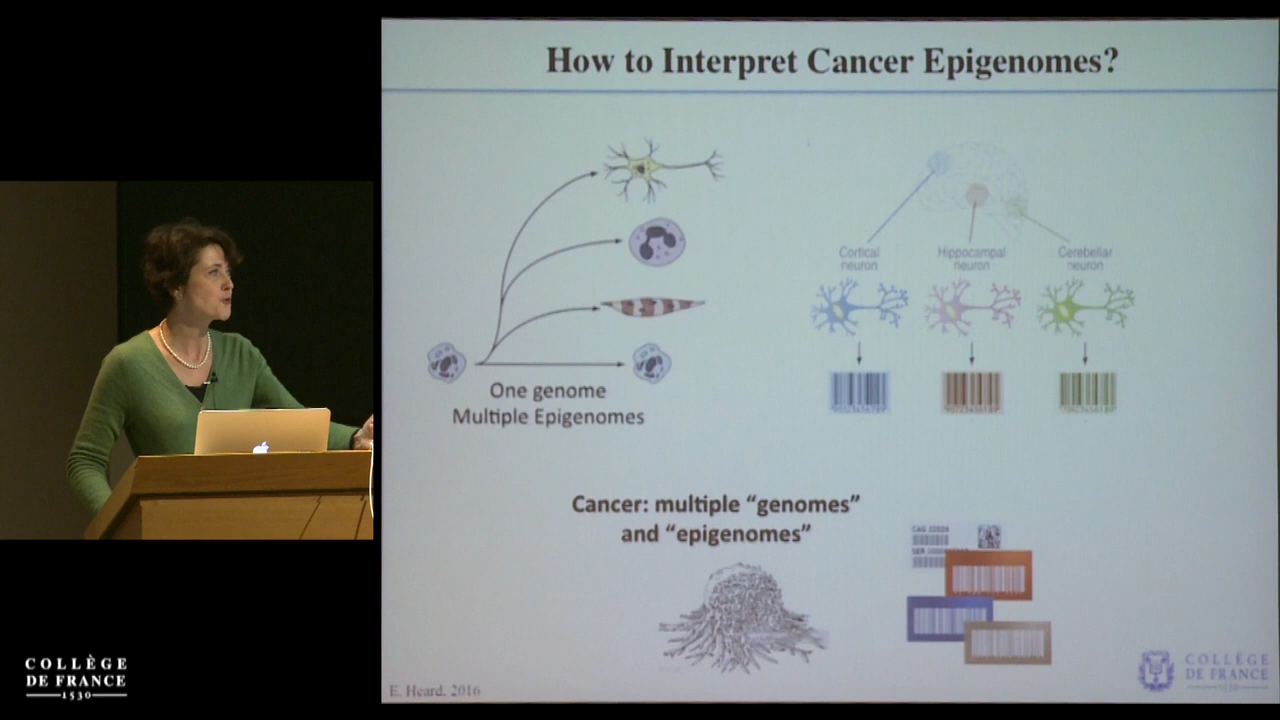 How to Interpret Cancer Epigenomes?
Cortical
neuron
Hippocampal
neuron
Cerebellar
neuron
One genome
Multiple Epigenomes
Cancer: multiple “genomes”
and “epigenomes”
E. Heard, 2016
COLLÈGE
DE FRANCE
1530
COLLÈGE
DE FRANCE
1530